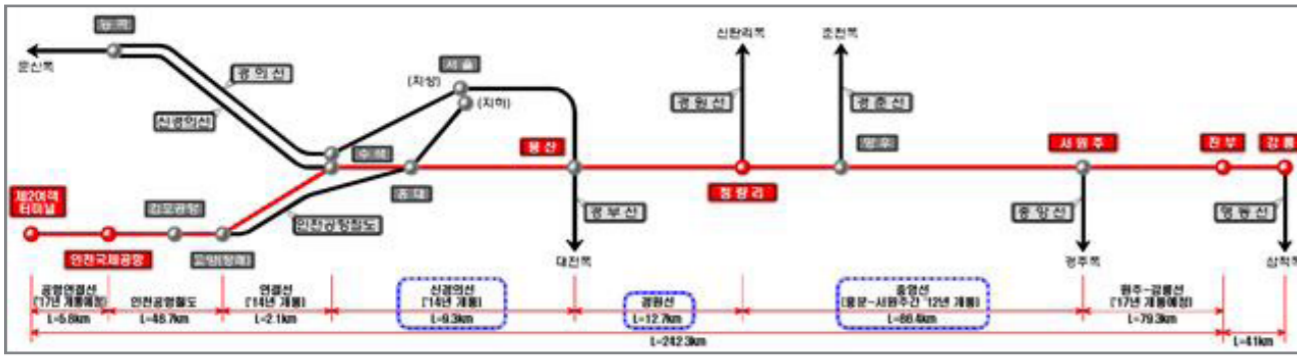 능곡
문산쪽
경 의 선
신경의선
(지상)
서 울
(지하)
수 색
홍 대
용 산
신탄리쪽
춘천쪽
경 원 선
경 춘 선
망 우
서원주
진 부
강 릉
제2여객
터미널
김포공항
인천공항철도
청 량 리
경 부 선
중 앙 선
영 동 선
인천국제공항
대전쪽
경주쪽
삼척쪽
공항연결선
('17년 개통예정)
L=5.8km
인천공항철도
L=46.7km
연결선
('14년 개통)
L=2.1km
신경의선
('14년 개통)
L=9.3km
경원선
L=12.7km
중앙선
(용문-서원주간 '12년 개통)
L=86.4km
원주-강릉선
('17년 개통예정)
L=79.3km
L=242.3km
L=41km